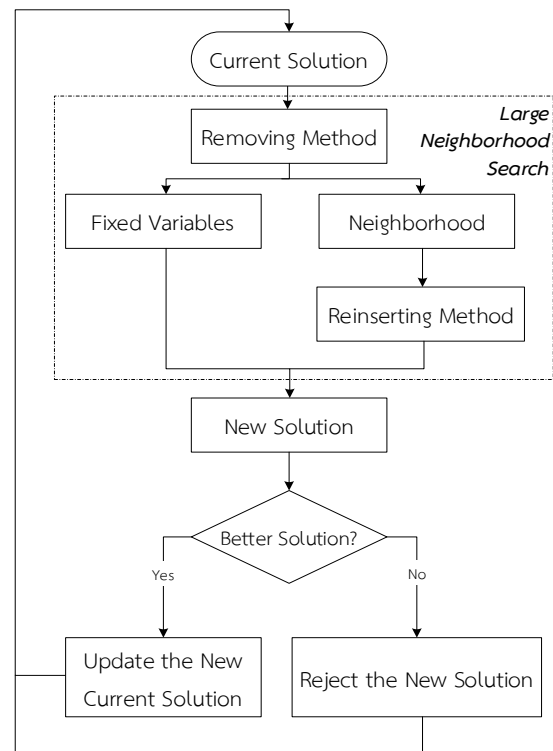 Current Solution
Large
Neighborhood
Search
Removing Method
Fixed Variables
Neighborhood
Reinserting Method
New Solution
Better Solution?
Yes
No
Update the New
Current Solution
Reject the New Solution